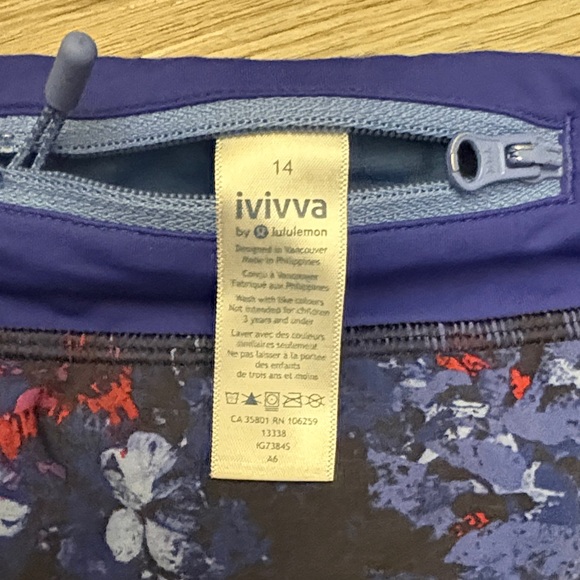 14
ivivva
by lululemon
Designed in Vancouver
Made in Philippines
Conçu à Vancouver
Fabriqué aux Philippines
Wash with like colours
Not intended for children
3 years and under
Laver avec des couleurs
similaires seulement
Ne pas laisser à la portée
des enfants
de trois ans et moins
CA 35801 RN 106259
13338
IG7384S
A6